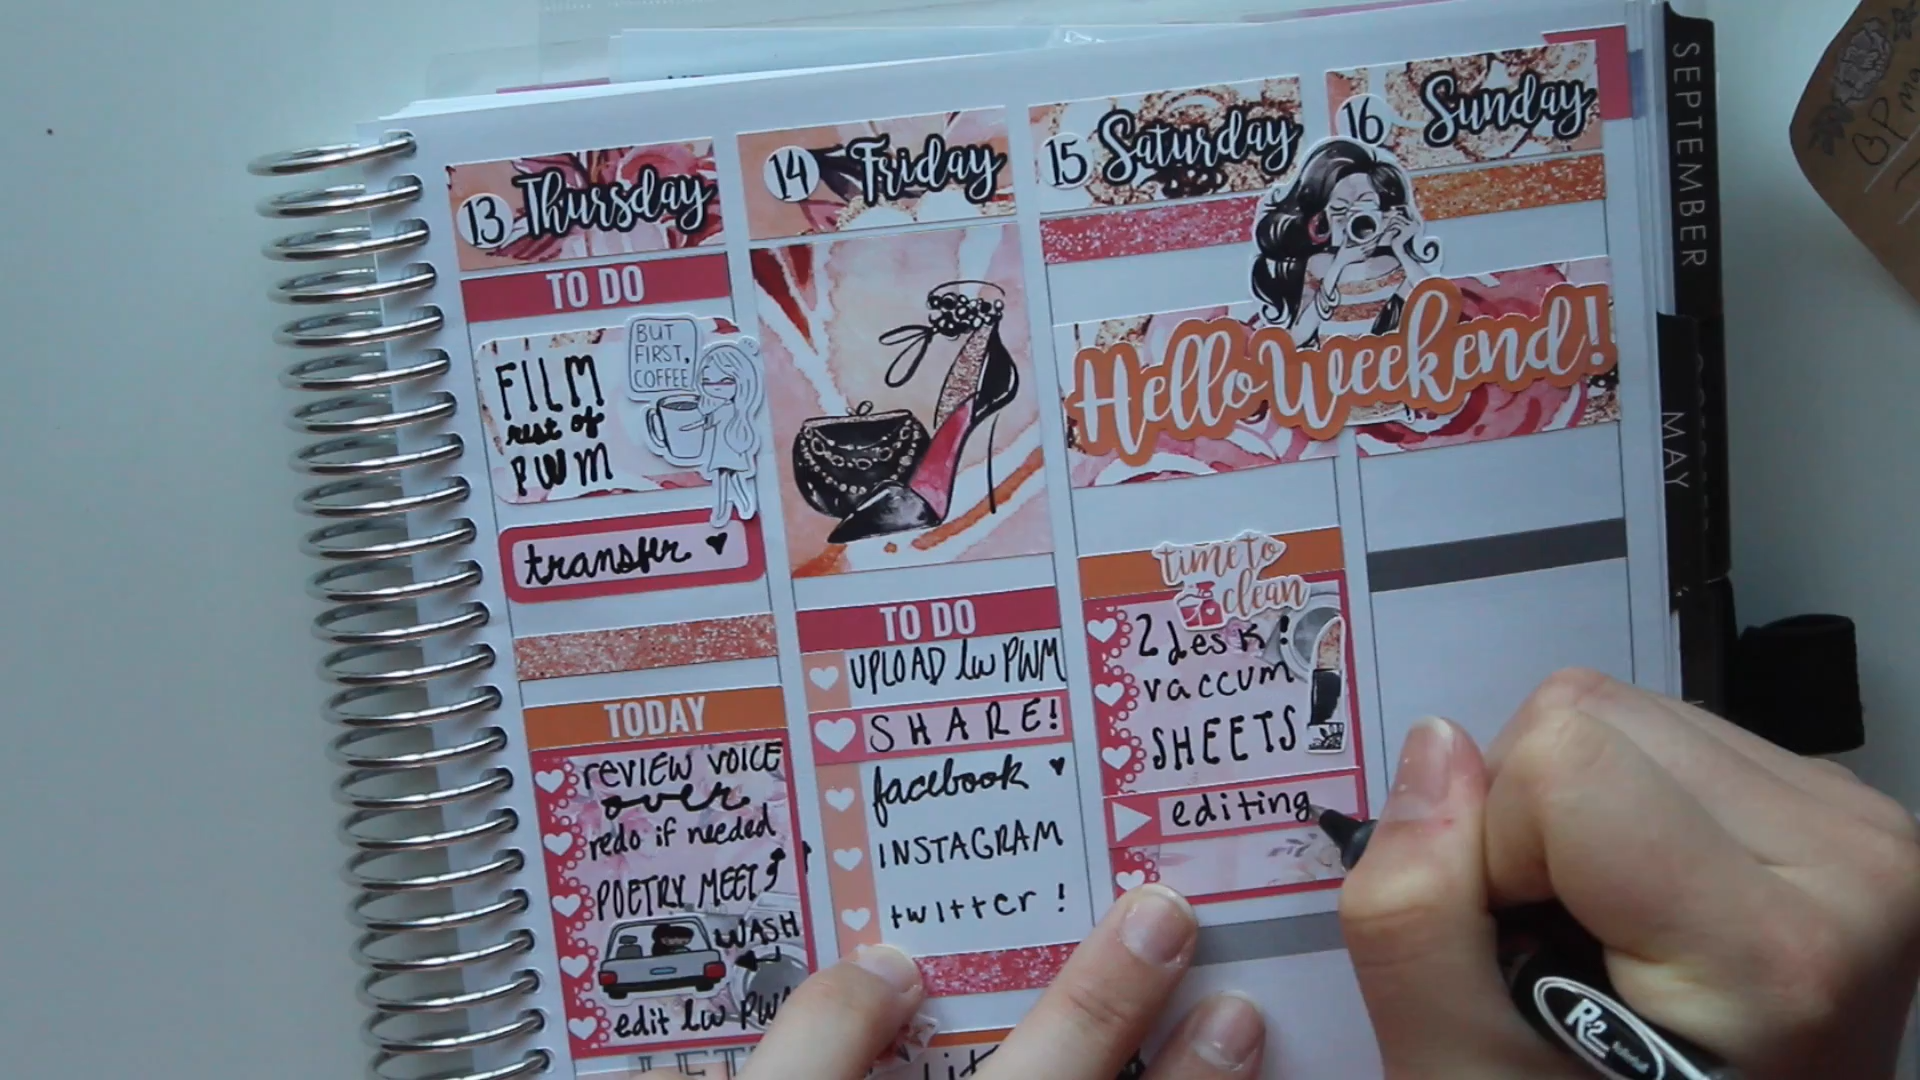 13 Thursday
TO DO
BUT
FIRST,
COFFEE
FILM
rest of
PWM
transfer
TODAY
REVIEW VOICE
over
redo if needed
POETRY MEET
WASH
edit lw PW
14 Friday
TO DO
UPLOAD lw PWM
SHARE!
facebook
INSTAGRAM
twitter!
15 Saturday
16 Sunday
Hello Weekend!
time to
clean
desk!
vaccum
SHEETS
editing
SEPTEMBER
MAY
R2